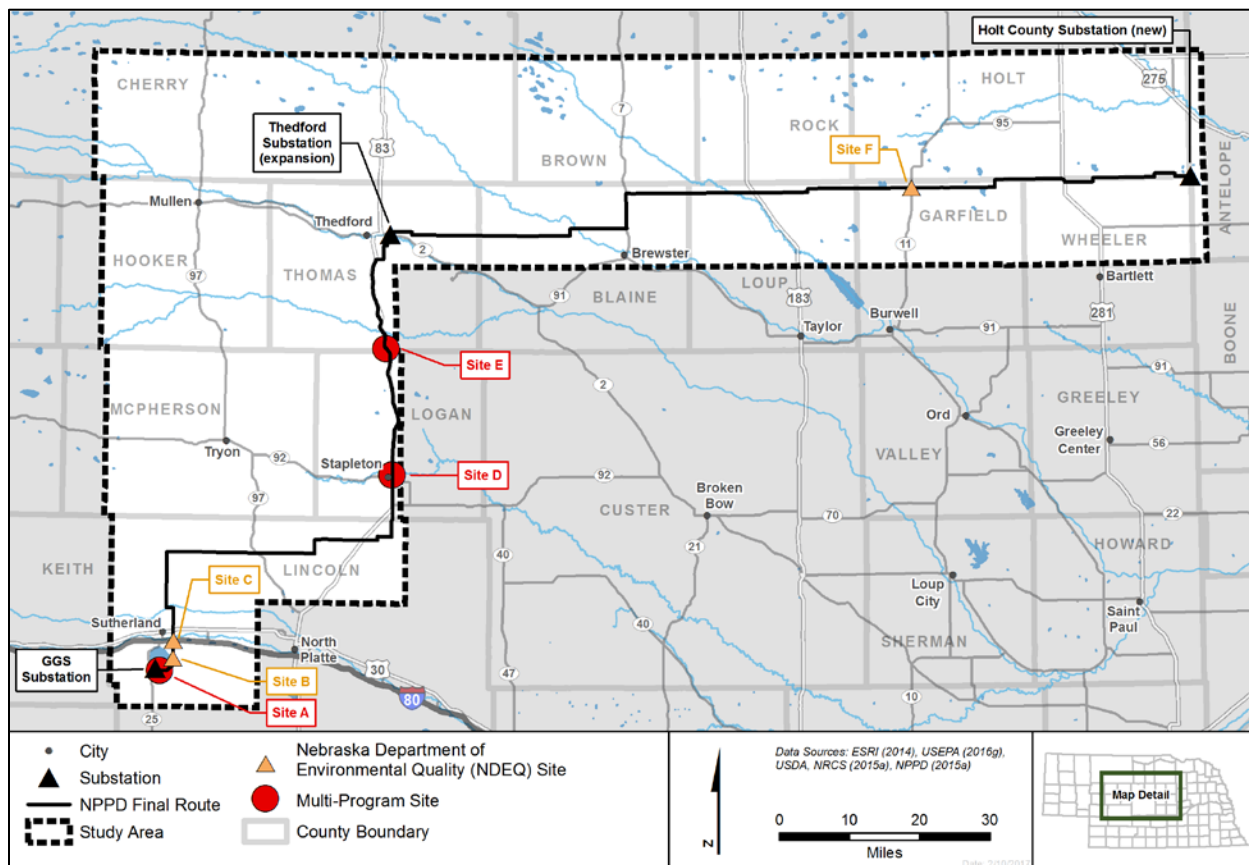 Holt County Substation (new)
CHERRY
HOLT
275
Thedford
Substation
(expansion)
83
7
ROCK
95
BROWN
Site F
ANTELOPE
Mullen
Thedford
2
GARFIELD
11
WHEELER
HOOKER
97
THOMAS
Brewster
91
BLAINE
LOUP
183
Bartlett
281
Taylor
Burwell
91
BOONE
Site E
2
91
MCPHERSON
LOGAN
GREELEY
Ord
Tryon
92
Stapleton
Site D
VALLEY
Greeley
Center
56
97
92
Broken
Bow
CUSTER
70
22
21
HOWARD
KEITH
LINCOLN
40
Site C
Loup
City
Saint
Paul
Sutherland
North
Platte
40
SHERMAN
GGS
Substation
30
47
Site B
80
10
Site A
25
City
Substation
NPPD Final Route
Study Area
Nebraska Department of
Environmental Quality (NDEQ) Site
Multi-Program Site
County Boundary
Z
Data Sources: ESRI (2014), USEPA (2016g),
USDA, NRCS (2015a), NPPD (2015a)
0 10 20 30
Miles
Map Detail